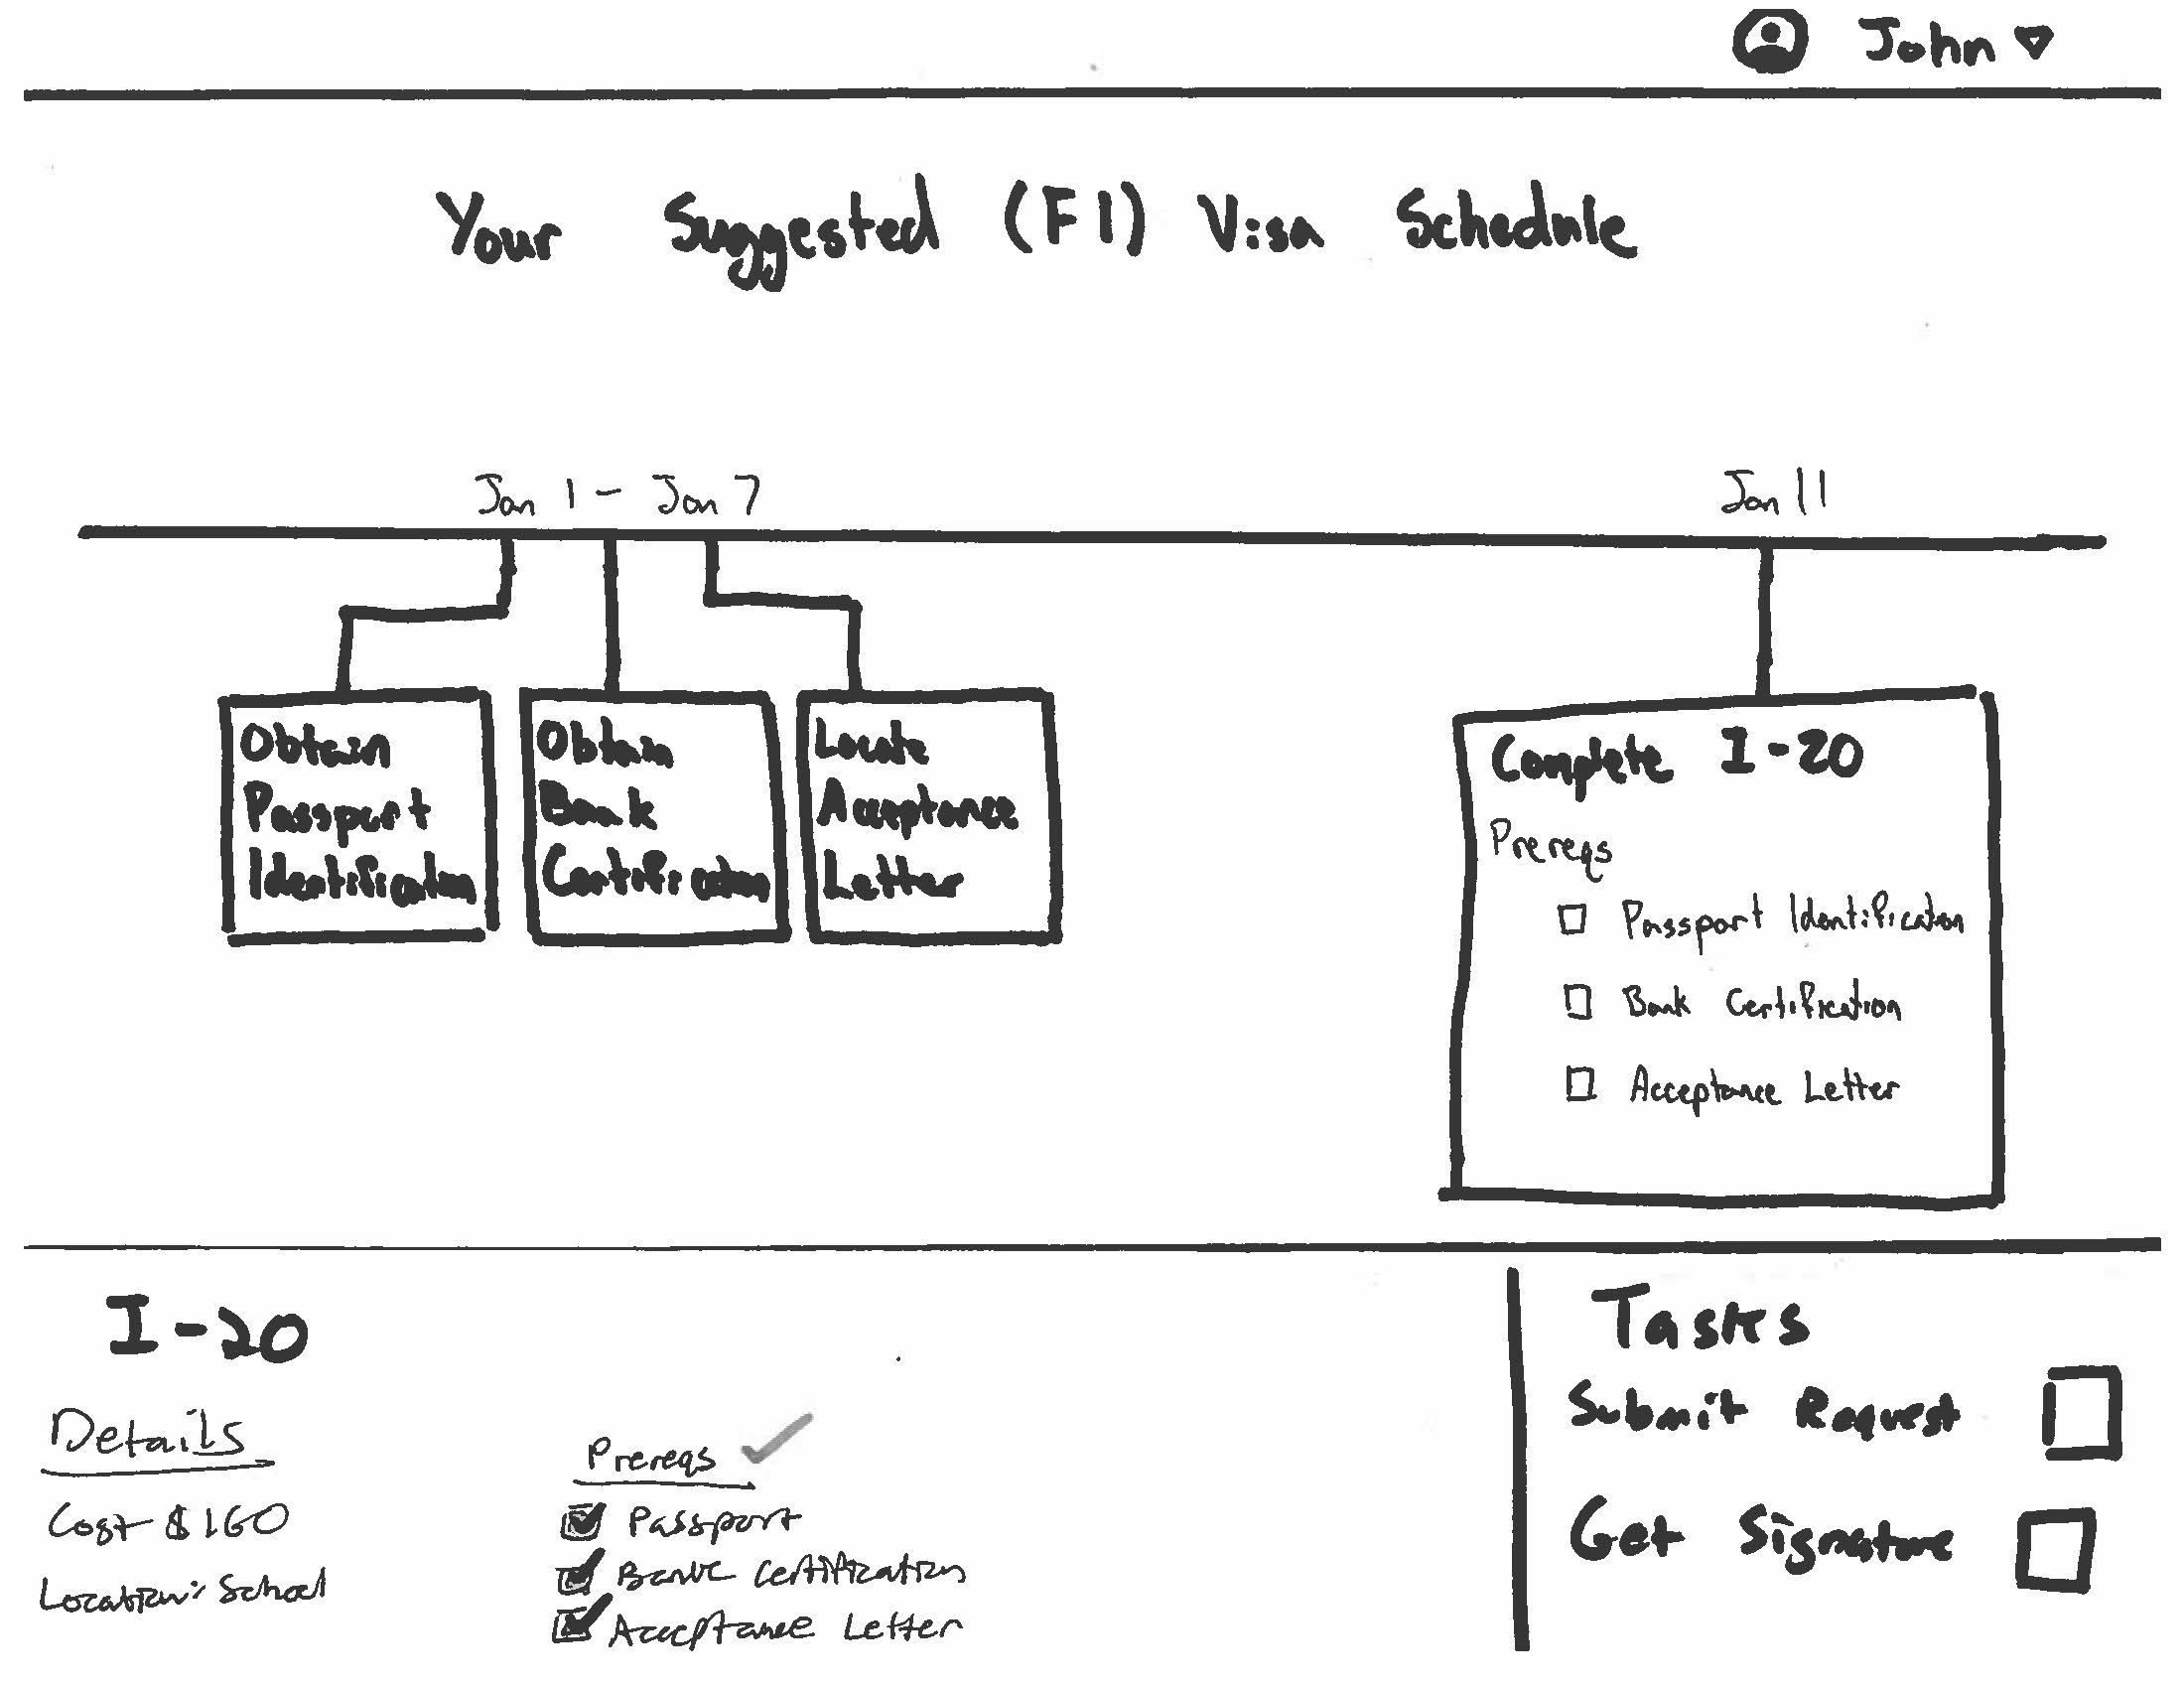 John
Your Suggested (F1) Visa Schedule
Jan 1 - Jan 7
Jan 11
Obtain
Passport
Identification
Obtain
Bank
Certification
Locate
Acceptance
Letter
Complete I-20
Prereqs
Passport Identification
Bank Certification
Acceptance Letter
I-20
Details
Cost $160
Location: School
Prereqs
Passport
Bank Certification
Acceptance Letter
Tasks
Submit Request
Get Signature